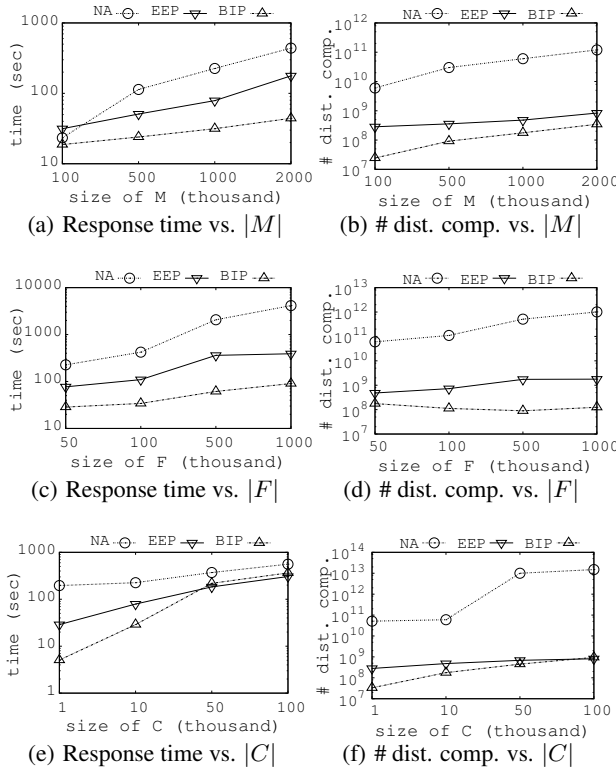 NA EEP BIP
time (sec)
1000
100
10
100 500 1000 2000
size of M (thousand)
(a) Response time vs. |M|
NA EEP BIP
# dist. comp.
10^12
10^11
10^10
10^9
10^8
10^7
100 500 1000 2000
size of M (thousand)
(b) # dist. comp. vs. |M|
NA EEP BIP
time (sec)
10000
1000
100
10
50 100 500 1000
size of F (thousand)
(c) Response time vs. |F|
NA EEP BIP
# dist. comp.
10^13
10^12
10^11
10^10
10^9
10^8
10^7
50 100 500 1000
size of F (thousand)
(d) # dist. comp. vs. |F|
NA EEP BIP
time (sec)
1000
100
10
1
1 10 50 100
size of C (thousand)
(e) Response time vs. |C|
NA EEP BIP
# dist. comp.
10^14
10^13
10^12
10^11
10^10
10^9
10^8
10^7
1 10 50 100
size of C (thousand)
(f) # dist. comp. vs. |C|